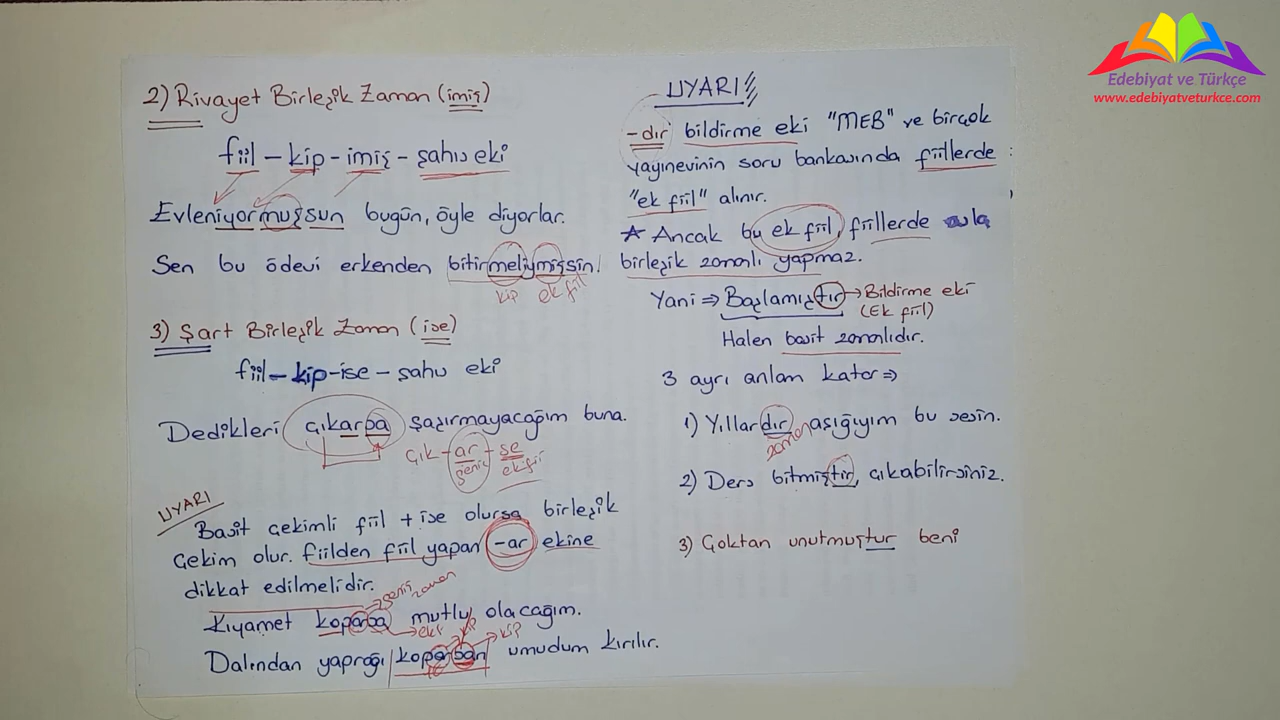 2) Rivayet Birleşik Zaman (imiş)
fiil - kip - imiş - şahıs eki
Evleniyormuşsun bugün, öyle diyorlar.
Sen bu ödevi erkenden bitirmeliymişsin!
kip ek fiil
3) Şart Birleşik Zaman (ise)
fiil - kip - ise - şahıs eki
Dedikleri çıkarsa şaşırmayacağım buna.
çık - ar - se
geniş ek fiil
UYARI
Basit çekimli fiil + ise olursa birleşik
çekim olur. Fiilden fiil yapan -ar ekine
dikkat edilmelidir.
geniş zaman
Kıyamet koparsa mutlu olacağım.
ek f kip kip
Dalından yaprağı koparsan umudum kırılır.
UYARI
-dır bildirme eki "MEB" ve birçok
yayınevinin soru bankasında fiillerde :
"ek fiil" alınır.
Ancak bu ek fiil, fiillerde asla
birleşik zamanlı yapmaz.
Yani ⇒ Başlamıştır → Bildirme eki
(Ek fiil)
Halen basit zamanlıdır.
3 ayrı anlam katar ⇒
1) Yıllardır aşığıyım bu sesin.
zaman
2) Ders bitmiştir, çıkabilirsiniz.
3) Çoktan unutmuştur beni
Edebiyat ve Türkçe
www.edebiyatveturkce.com